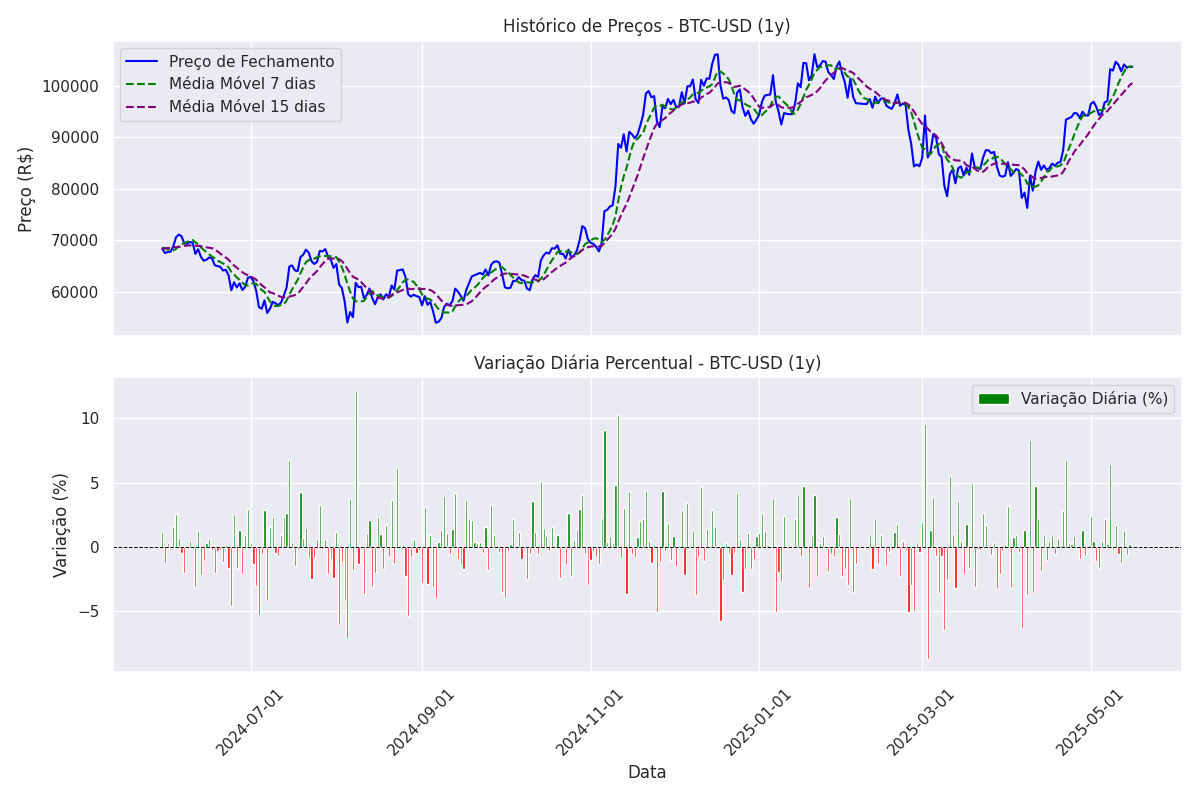 Histórico de Preços - BTC-USD (1y)
Preço de Fechamento
Média Móvel 7 dias
Média Móvel 15 dias
Preço (R$)
100000
90000
80000
70000
60000
Variação Diária Percentual - BTC-USD (1y)
Variação Diária (%)
Variação (%)
10
5
0
−5
2024-07-01
2024-09-01
2024-11-01
2025-01-01
2025-03-01
2025-05-01
Data